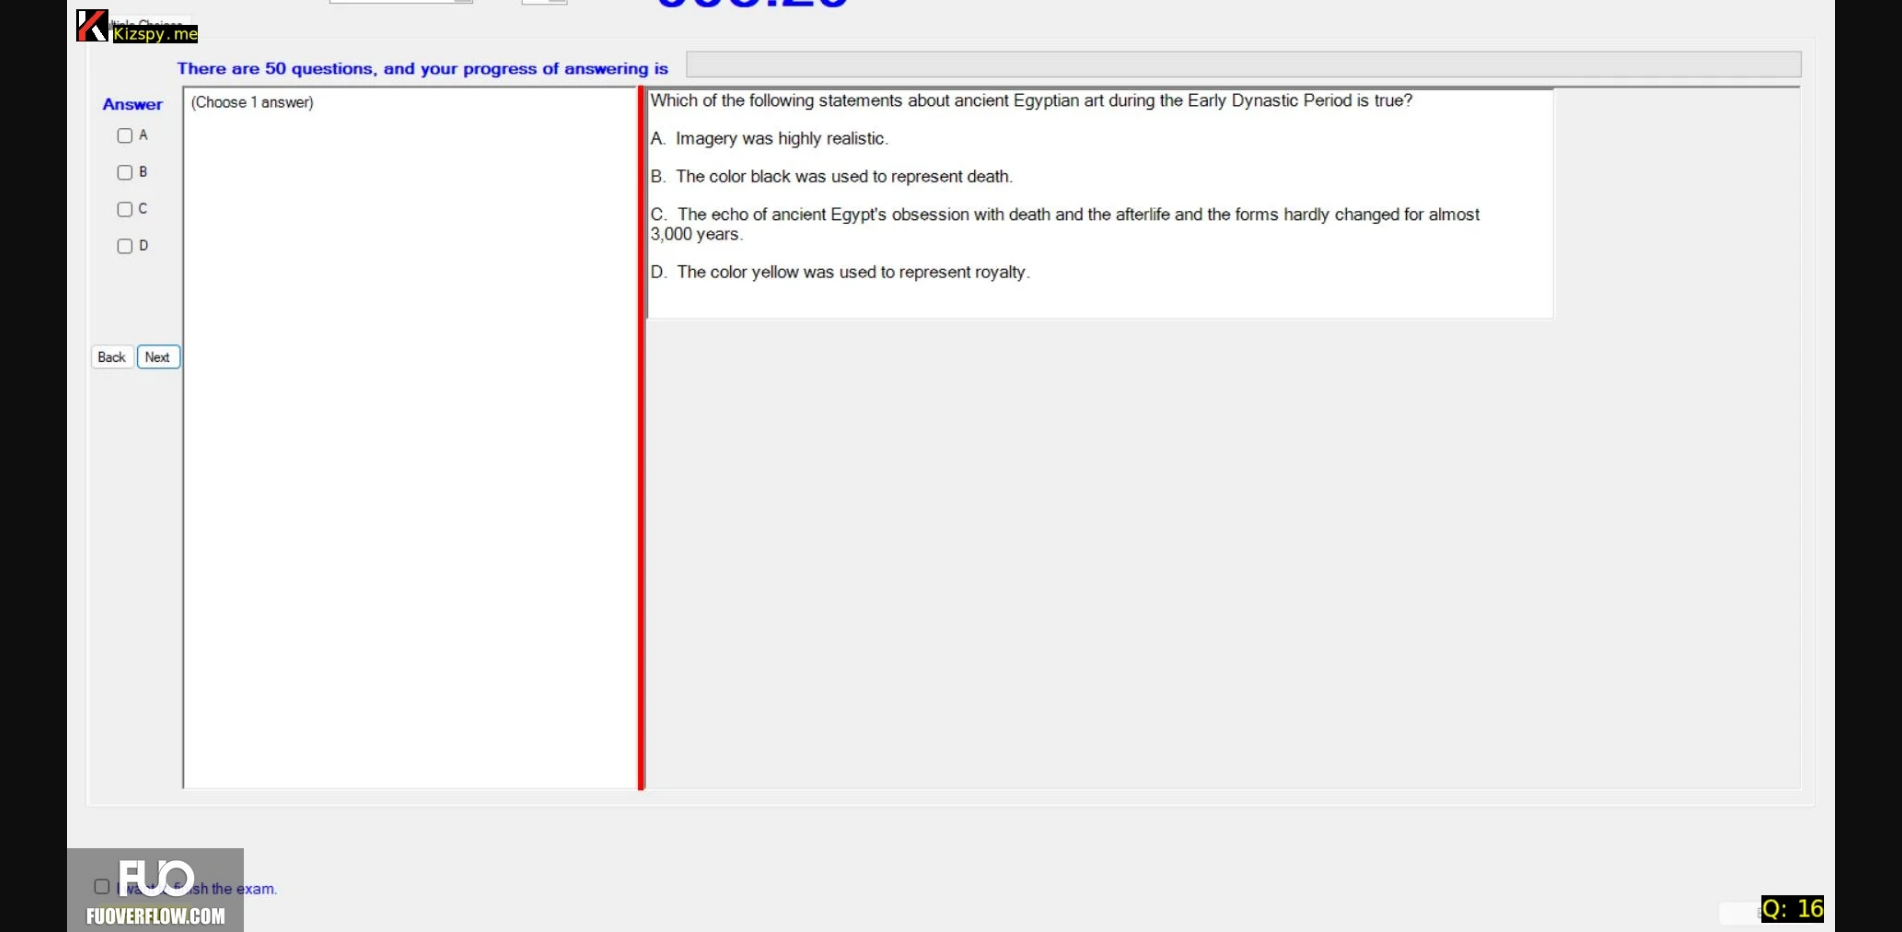 Kizspy.me
There are 50 questions, and your progress of answering is
Answer
(Choose 1 answer)
A
B
C
D
Back
Next
Which of the following statements about ancient Egyptian art during the Early Dynastic Period is true?
A. Imagery was highly realistic.
B. The color black was used to represent death.
C. The echo of ancient Egypt's obsession with death and the afterlife and the forms hardly changed for almost
3,000 years.
D. The color yellow was used to represent royalty.
FUO
the exam.
FUOVERFLOW.COM
Q: 16